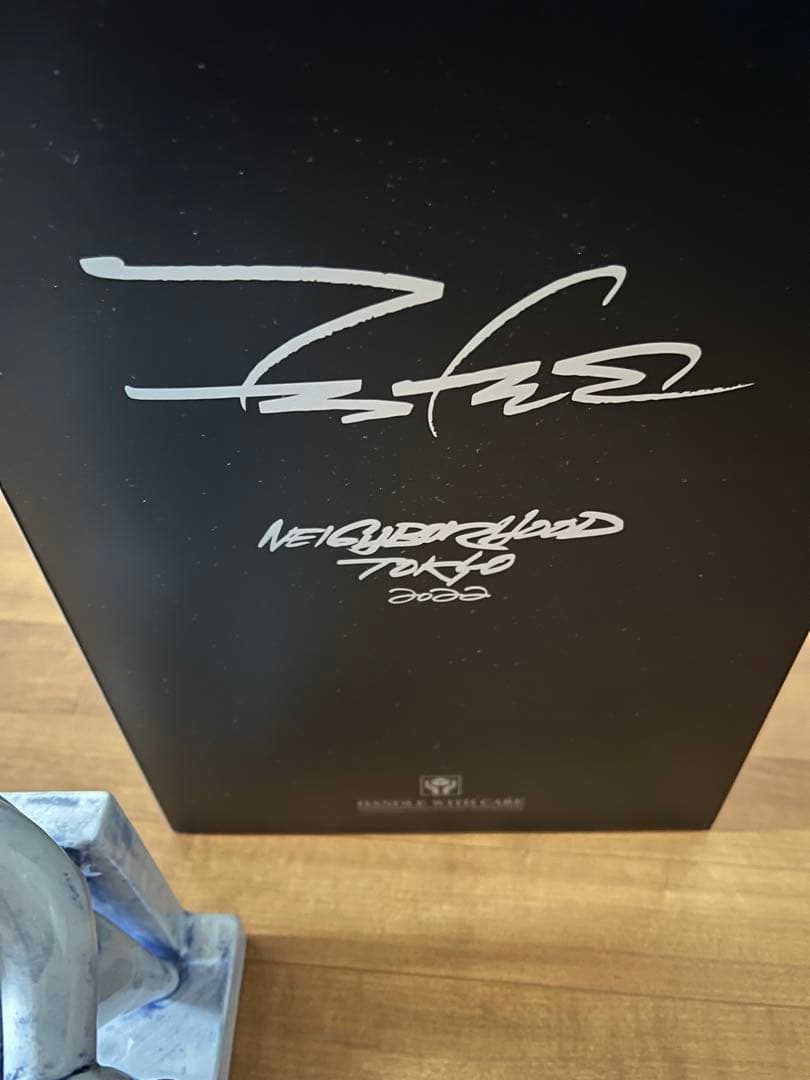 NEIGHBORHOOD
TOKYO
2022
HANDLE WITH CARE